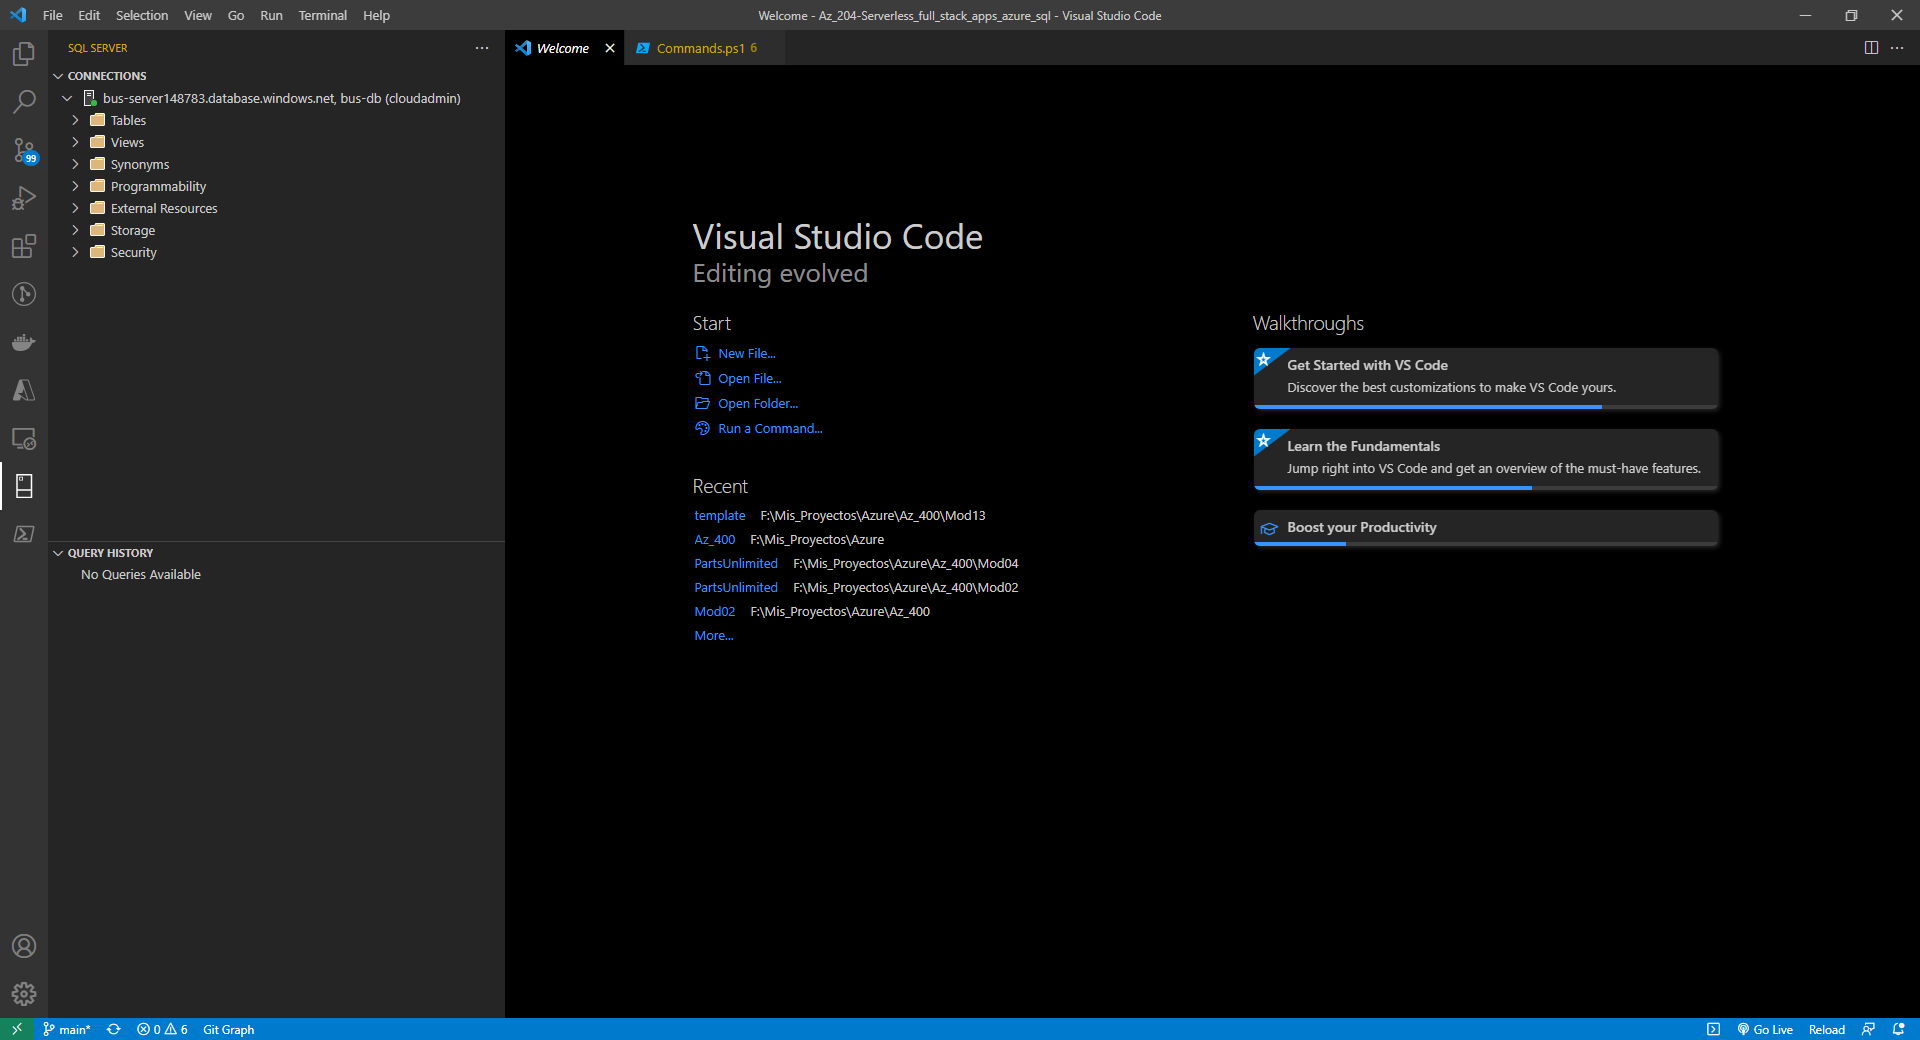 File Edit Selection View Go Run Terminal Help
Welcome - Az_204-Serverless_full_stack_apps_azure_sql - Visual Studio Code
SQL SERVER
Welcome
Commands.ps1 6
CONNECTIONS
bus-server148783.database.windows.net, bus-db (cloudadmin)
Tables
Views
Synonyms
Programmability
External Resources
Storage
Security
99
QUERY HISTORY
No Queries Available
Visual Studio Code
Editing evolved
Start
New File...
Open File...
Open Folder...
Run a Command...
Recent
template F:\Mis_Proyectos\Azure\Az_400\Mod13
Az_400 F:\Mis_Proyectos\Azure
PartsUnlimited F:\Mis_Proyectos\Azure\Az_400\Mod04
PartsUnlimited F:\Mis_Proyectos\Azure\Az_400\Mod02
Mod02 F:\Mis_Proyectos\Azure\Az_400
More...
Walkthroughs
Get Started with VS Code
Discover the best customizations to make VS Code yours.
Learn the Fundamentals
Jump right into VS Code and get an overview of the must-have features.
Boost your Productivity
main* 0 6 Git Graph
Go Live Reload